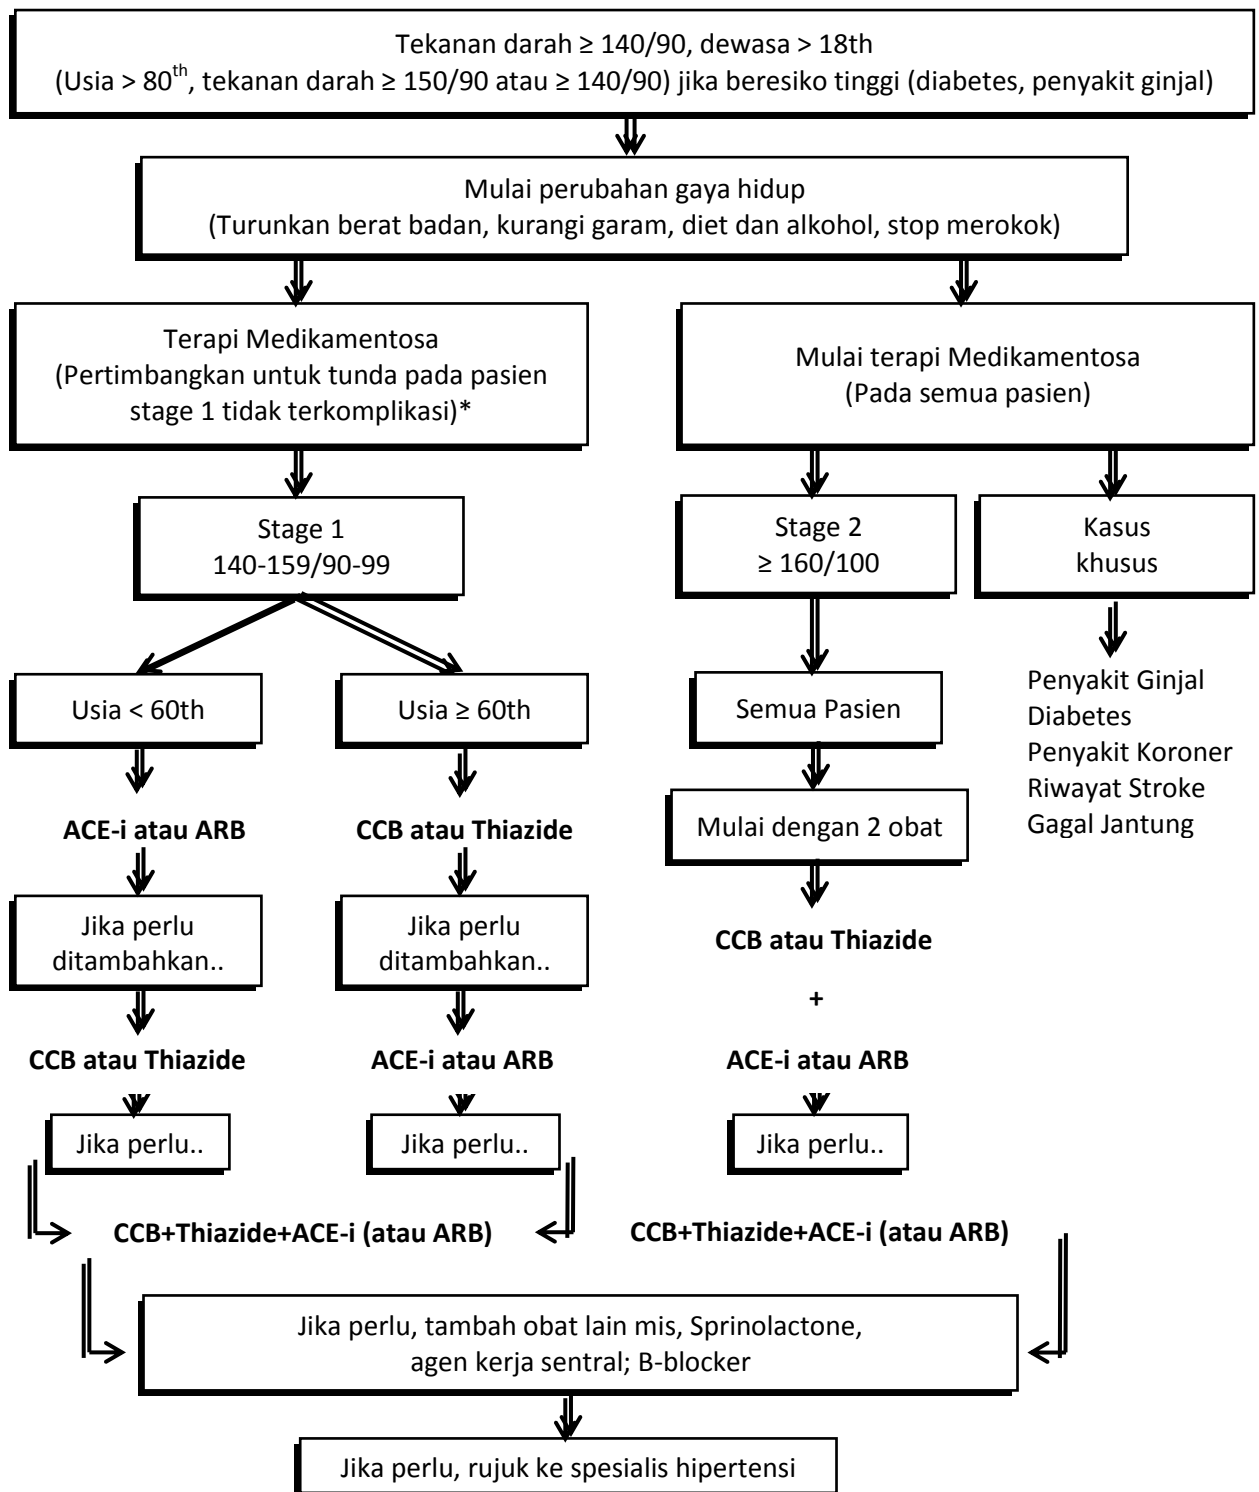 Tekanan darah ≥ 140/90, dewasa > 18th
(Usia > 80th, tekanan darah ≥ 150/90 atau ≥ 140/90) jika beresiko tinggi (diabetes, penyakit ginjal)
Mulai perubahan gaya hidup
(Turunkan berat badan, kurangi garam, diet dan alkohol, stop merokok)
Terapi Medikamentosa
(Pertimbangkan untuk tunda pada pasien
stage 1 tidak terkomplikasi)*
Mulai terapi Medikamentosa
(Pada semua pasien)
Stage 1
140-159/90-99
Stage 2
≥ 160/100
Kasus
khusus
Usia < 60th
Usia ≥ 60th
Semua Pasien
Penyakit Ginjal
Diabetes
Penyakit Koroner
Riwayat Stroke
Gagal Jantung
ACE-i atau ARB
CCB atau Thiazide
Mulai dengan 2 obat
Jika perlu
ditambahkan..
Jika perlu
ditambahkan..
CCB atau Thiazide
+
CCB atau Thiazide
ACE-i atau ARB
ACE-i atau ARB
Jika perlu..
Jika perlu..
Jika perlu..
CCB+Thiazide+ACE-i (atau ARB)
CCB+Thiazide+ACE-i (atau ARB)
Jika perlu, tambah obat lain mis, Sprinolactone,
agen kerja sentral; B-blocker
Jika perlu, rujuk ke spesialis hipertensi